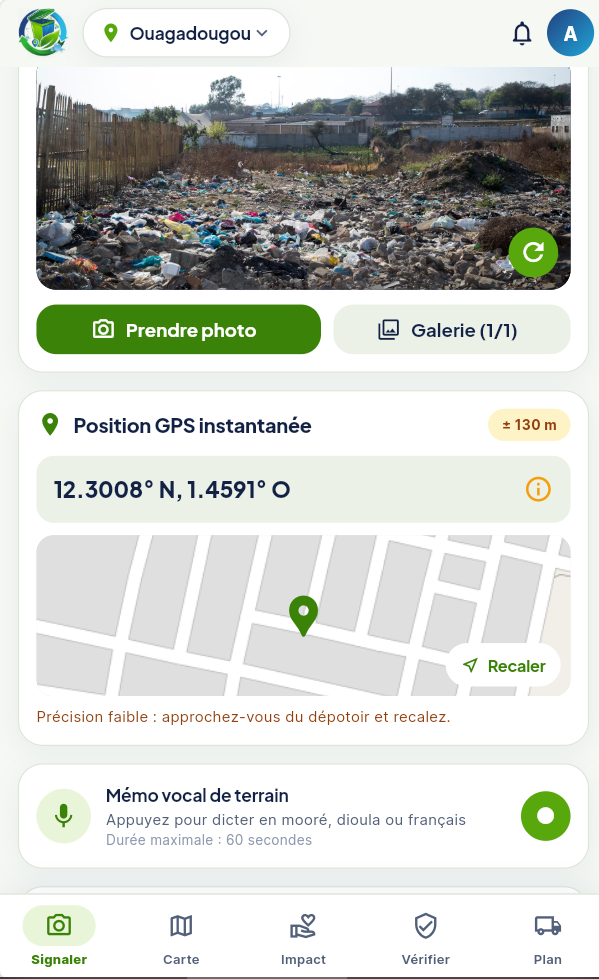 Ouagadougou
A
Prendre photo
Galerie (1/1)
Position GPS instantanée
± 130 m
12.3008° N, 1.4591° O
Recaler
Précision faible : approchez-vous du dépotoir et recalez.
Mémo vocal de terrain
Appuyez pour dicter en mooré, dioula ou français
Durée maximale : 60 secondes
Signaler
Carte
Impact
Vérifier
Plan